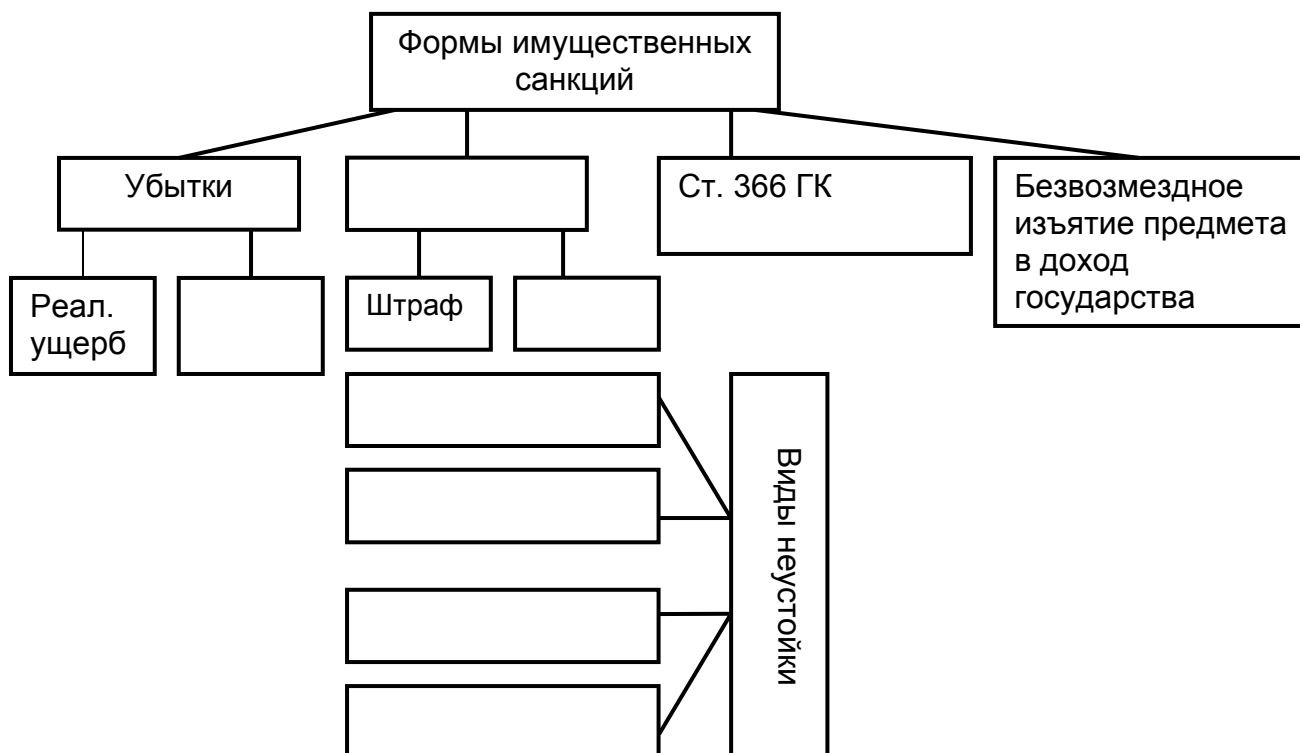 Формы имущественных
санкций
Убытки
Ст. 366 ГК
Безвозмездное
изъятие предмета
в доход
государства
Реал.
ущерб
Штраф
Виды неустойки